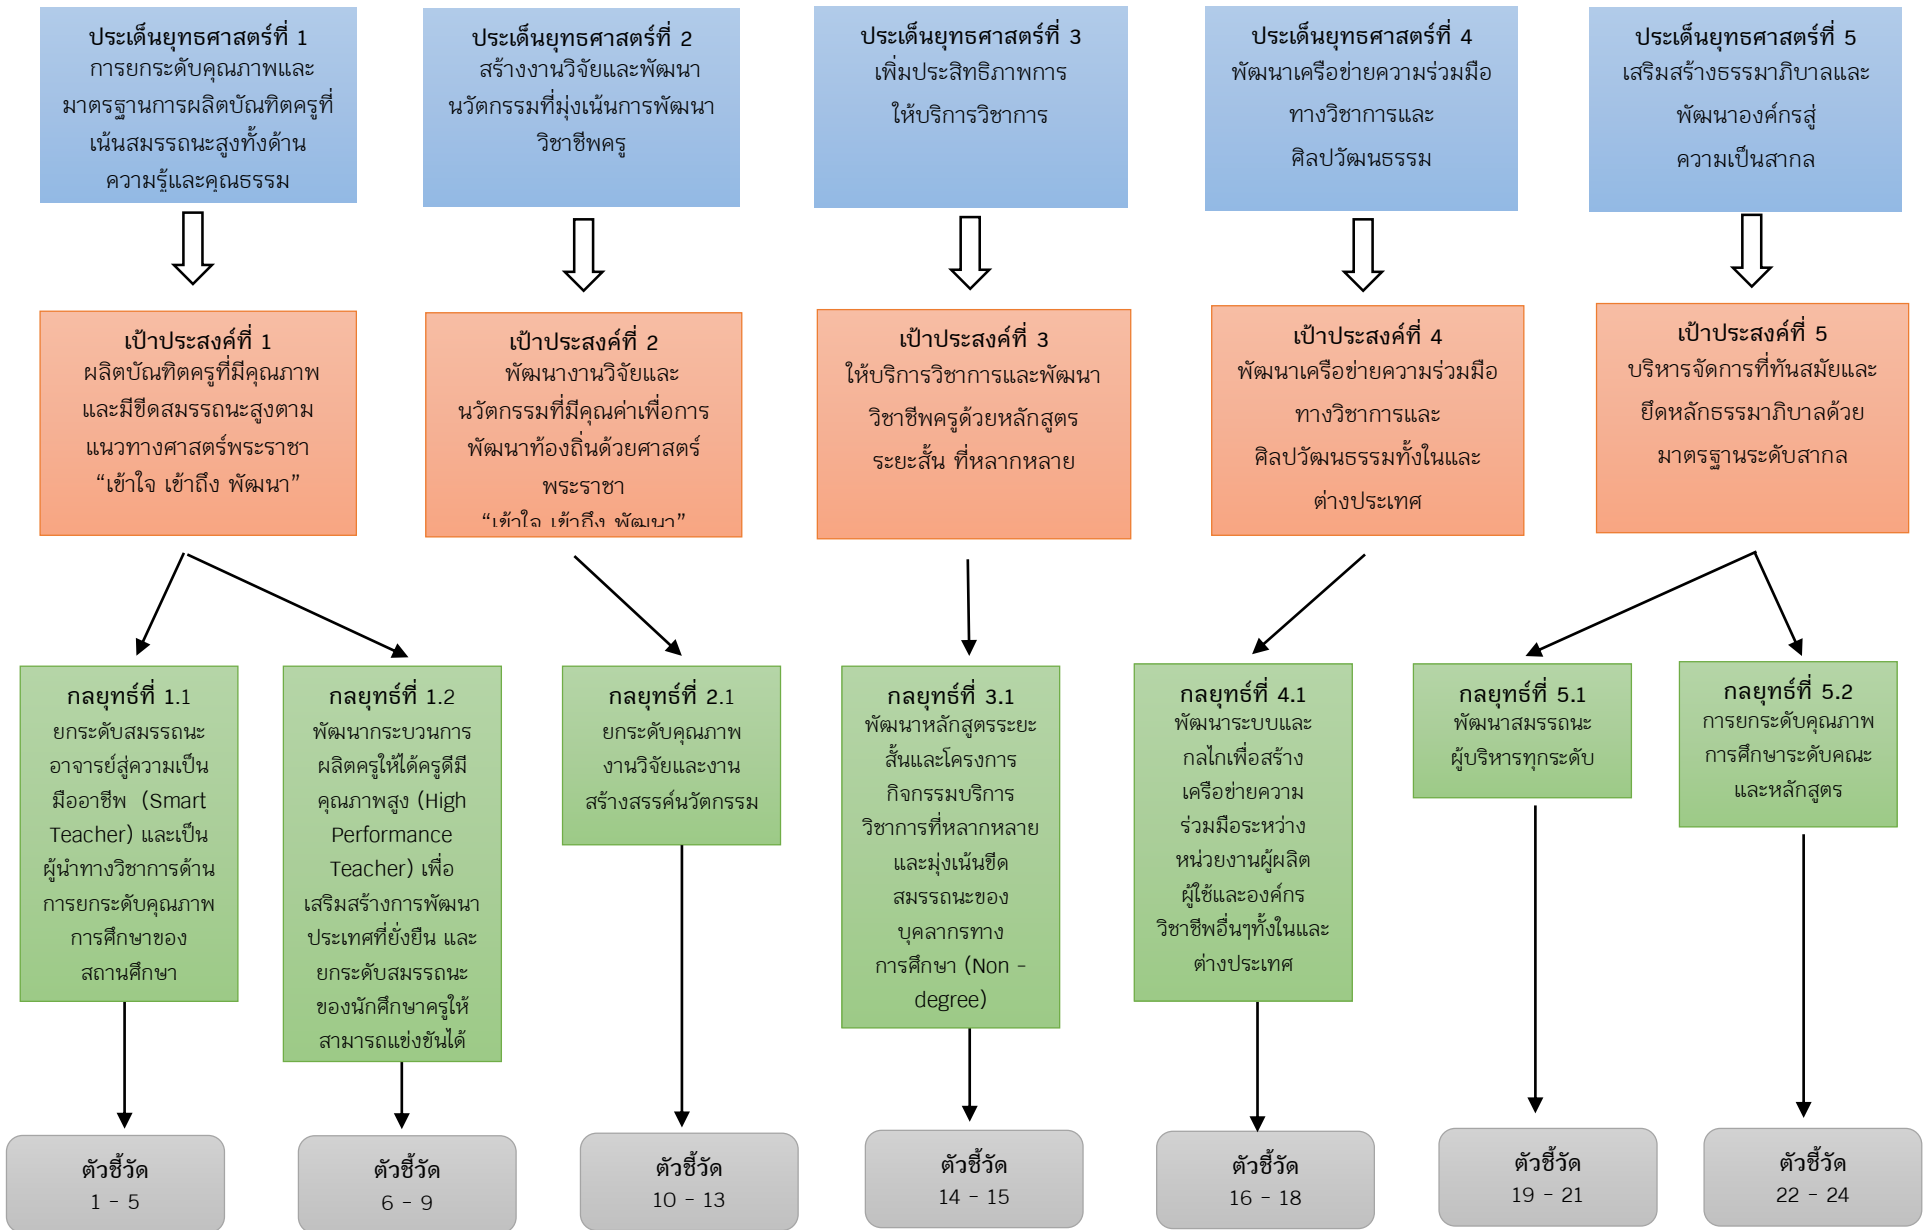 ประเด็นยุทธศาสตร์ที่ 1
การยกระดับคุณภาพและ
มาตรฐานการผลิตบัณฑิตครูที่
เน้นสมรรถนะสูงทั้งด้าน
ความรู้และคุณธรรม
ประเด็นยุทธศาสตร์ที่ 2
สร้างงานวิจัยและพัฒนา
นวัตกรรมที่มุ่งเน้นการพัฒนา
วิชาชีพครู
ประเด็นยุทธศาสตร์ที่ 3
เพิ่มประสิทธิภาพการ
ให้บริการวิชาการ
ประเด็นยุทธศาสตร์ที่ 4
พัฒนาเครือข่ายความร่วมมือ
ทางวิชาการและ
ศิลปวัฒนธรรม
ประเด็นยุทธศาสตร์ที่ 5
เสริมสร้างธรรมาภิบาลและ
พัฒนาองค์กรสู่
ความเป็นสากล
เป้าประสงค์ที่ 1
ผลิตบัณฑิตครูที่มีคุณภาพ
และมีขีดสมรรถนะสูงตาม
แนวทางศาสตร์พระราชา
“เข้าใจ เข้าถึง พัฒนา”
เป้าประสงค์ที่ 2
พัฒนางานวิจัยและ
นวัตกรรมที่มีคุณค่าเพื่อการ
พัฒนาท้องถิ่นด้วยศาสตร์
พระราชา
“เข้าใจ เข้าถึง พัฒนา”
เป้าประสงค์ที่ 3
ให้บริการวิชาการและพัฒนา
วิชาชีพครูด้วยหลักสูตร
ระยะสั้น ที่หลากหลาย
เป้าประสงค์ที่ 4
พัฒนาเครือข่ายความร่วมมือ
ทางวิชาการและ
ศิลปวัฒนธรรมทั้งในและ
ต่างประเทศ
เป้าประสงค์ที่ 5
บริหารจัดการที่ทันสมัยและ
ยึดหลักธรรมาภิบาลด้วย
มาตรฐานระดับสากล
กลยุทธ์ที่ 1.1
ยกระดับสมรรถนะ
อาจารย์สู่ความเป็น
มืออาชีพ (Smart
Teacher) และเป็น
ผู้นำทางวิชาการด้าน
การยกระดับคุณภาพ
การศึกษาของ
สถานศึกษา
กลยุทธ์ที่ 1.2
พัฒนากระบวนการ
ผลิตครูให้ได้ครูดีมี
คุณภาพสูง (High
Performance
Teacher) เพื่อ
เสริมสร้างการพัฒนา
ประเทศที่ยั่งยืน และ
ยกระดับสมรรถนะ
ของนักศึกษาครูให้
สามารถแข่งขันได้
กลยุทธ์ที่ 2.1
ยกระดับคุณภาพ
งานวิจัยและงาน
สร้างสรรค์นวัตกรรม
กลยุทธ์ที่ 3.1
พัฒนาหลักสูตรระยะ
สั้นและโครงการ
กิจกรรมบริการ
วิชาการที่หลากหลาย
และมุ่งเน้นขีด
สมรรถนะของ
บุคลากรทาง
การศึกษา (Non -
degree)
กลยุทธ์ที่ 4.1
พัฒนาระบบและ
กลไกเพื่อสร้าง
เครือข่ายความ
ร่วมมือระหว่าง
หน่วยงานผู้ผลิต
ผู้ใช้และองค์กร
วิชาชีพอื่นๆทั้งในและ
ต่างประเทศ
กลยุทธ์ที่ 5.1
พัฒนาสมรรถนะ
ผู้บริหารทุกระดับ
กลยุทธ์ที่ 5.2
การยกระดับคุณภาพ
การศึกษาระดับคณะ
และหลักสูตร
ตัวชี้วัด
1 - 5
ตัวชี้วัด
6 - 9
ตัวชี้วัด
10 - 13
ตัวชี้วัด
14 - 15
ตัวชี้วัด
16 - 18
ตัวชี้วัด
19 - 21
ตัวชี้วัด
22 - 24